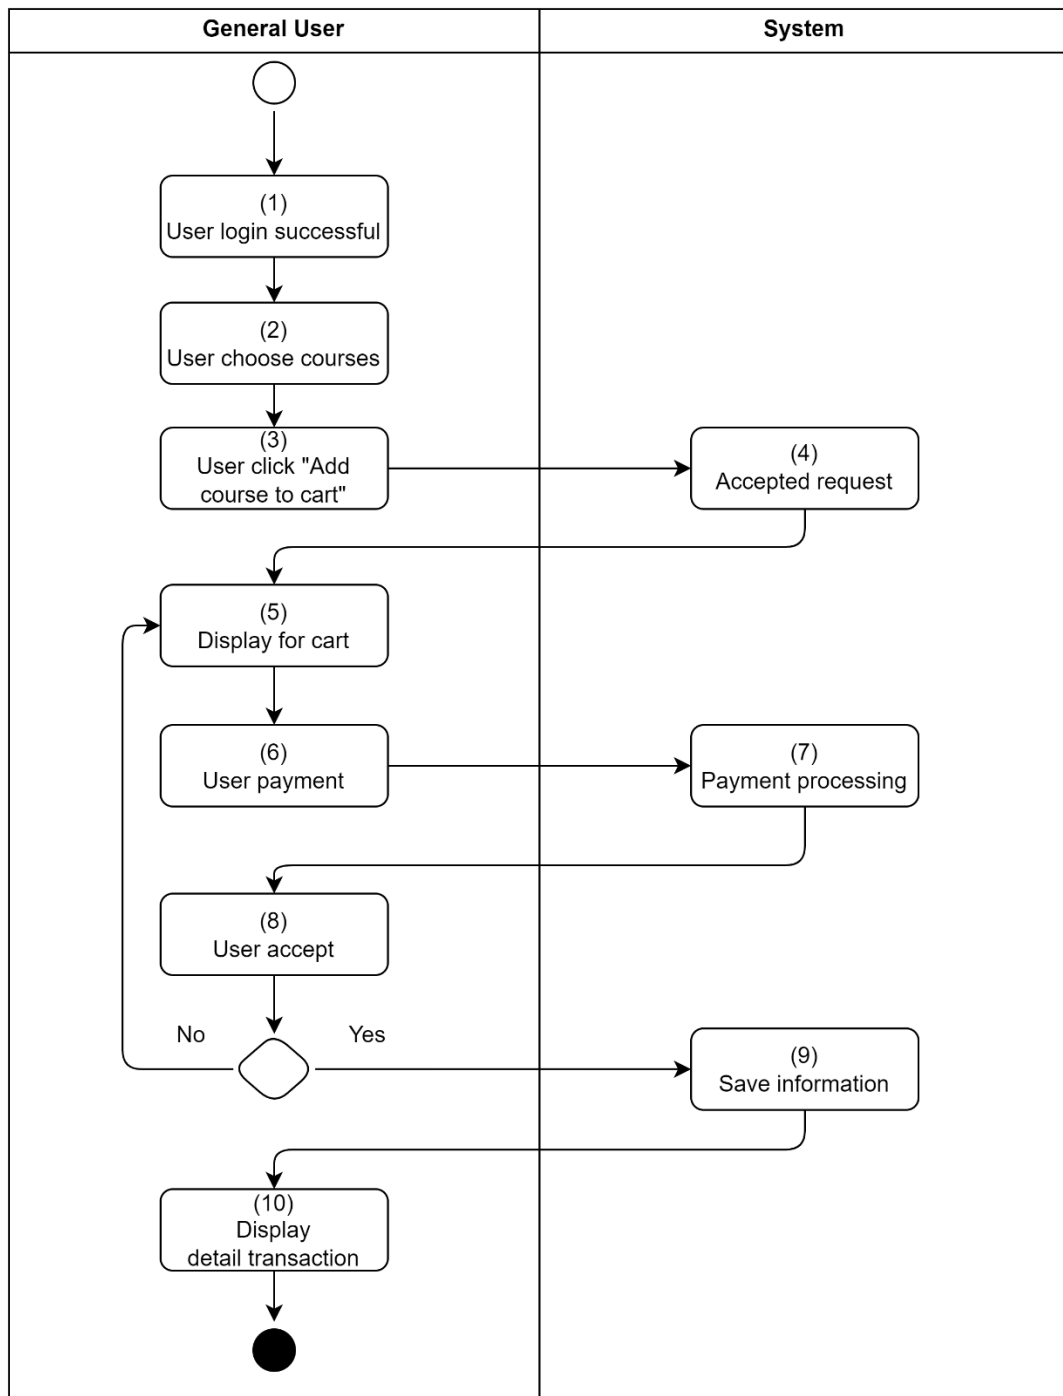 General User
System
(1)
User login successful
(2)
User choose courses
(3)
User click "Add
course to cart"
(4)
Accepted request
(5)
Display for cart
(6)
User payment
(7)
Payment processing
(8)
User accept
No
Yes
(9)
Save information
(10)
Display
detail transaction